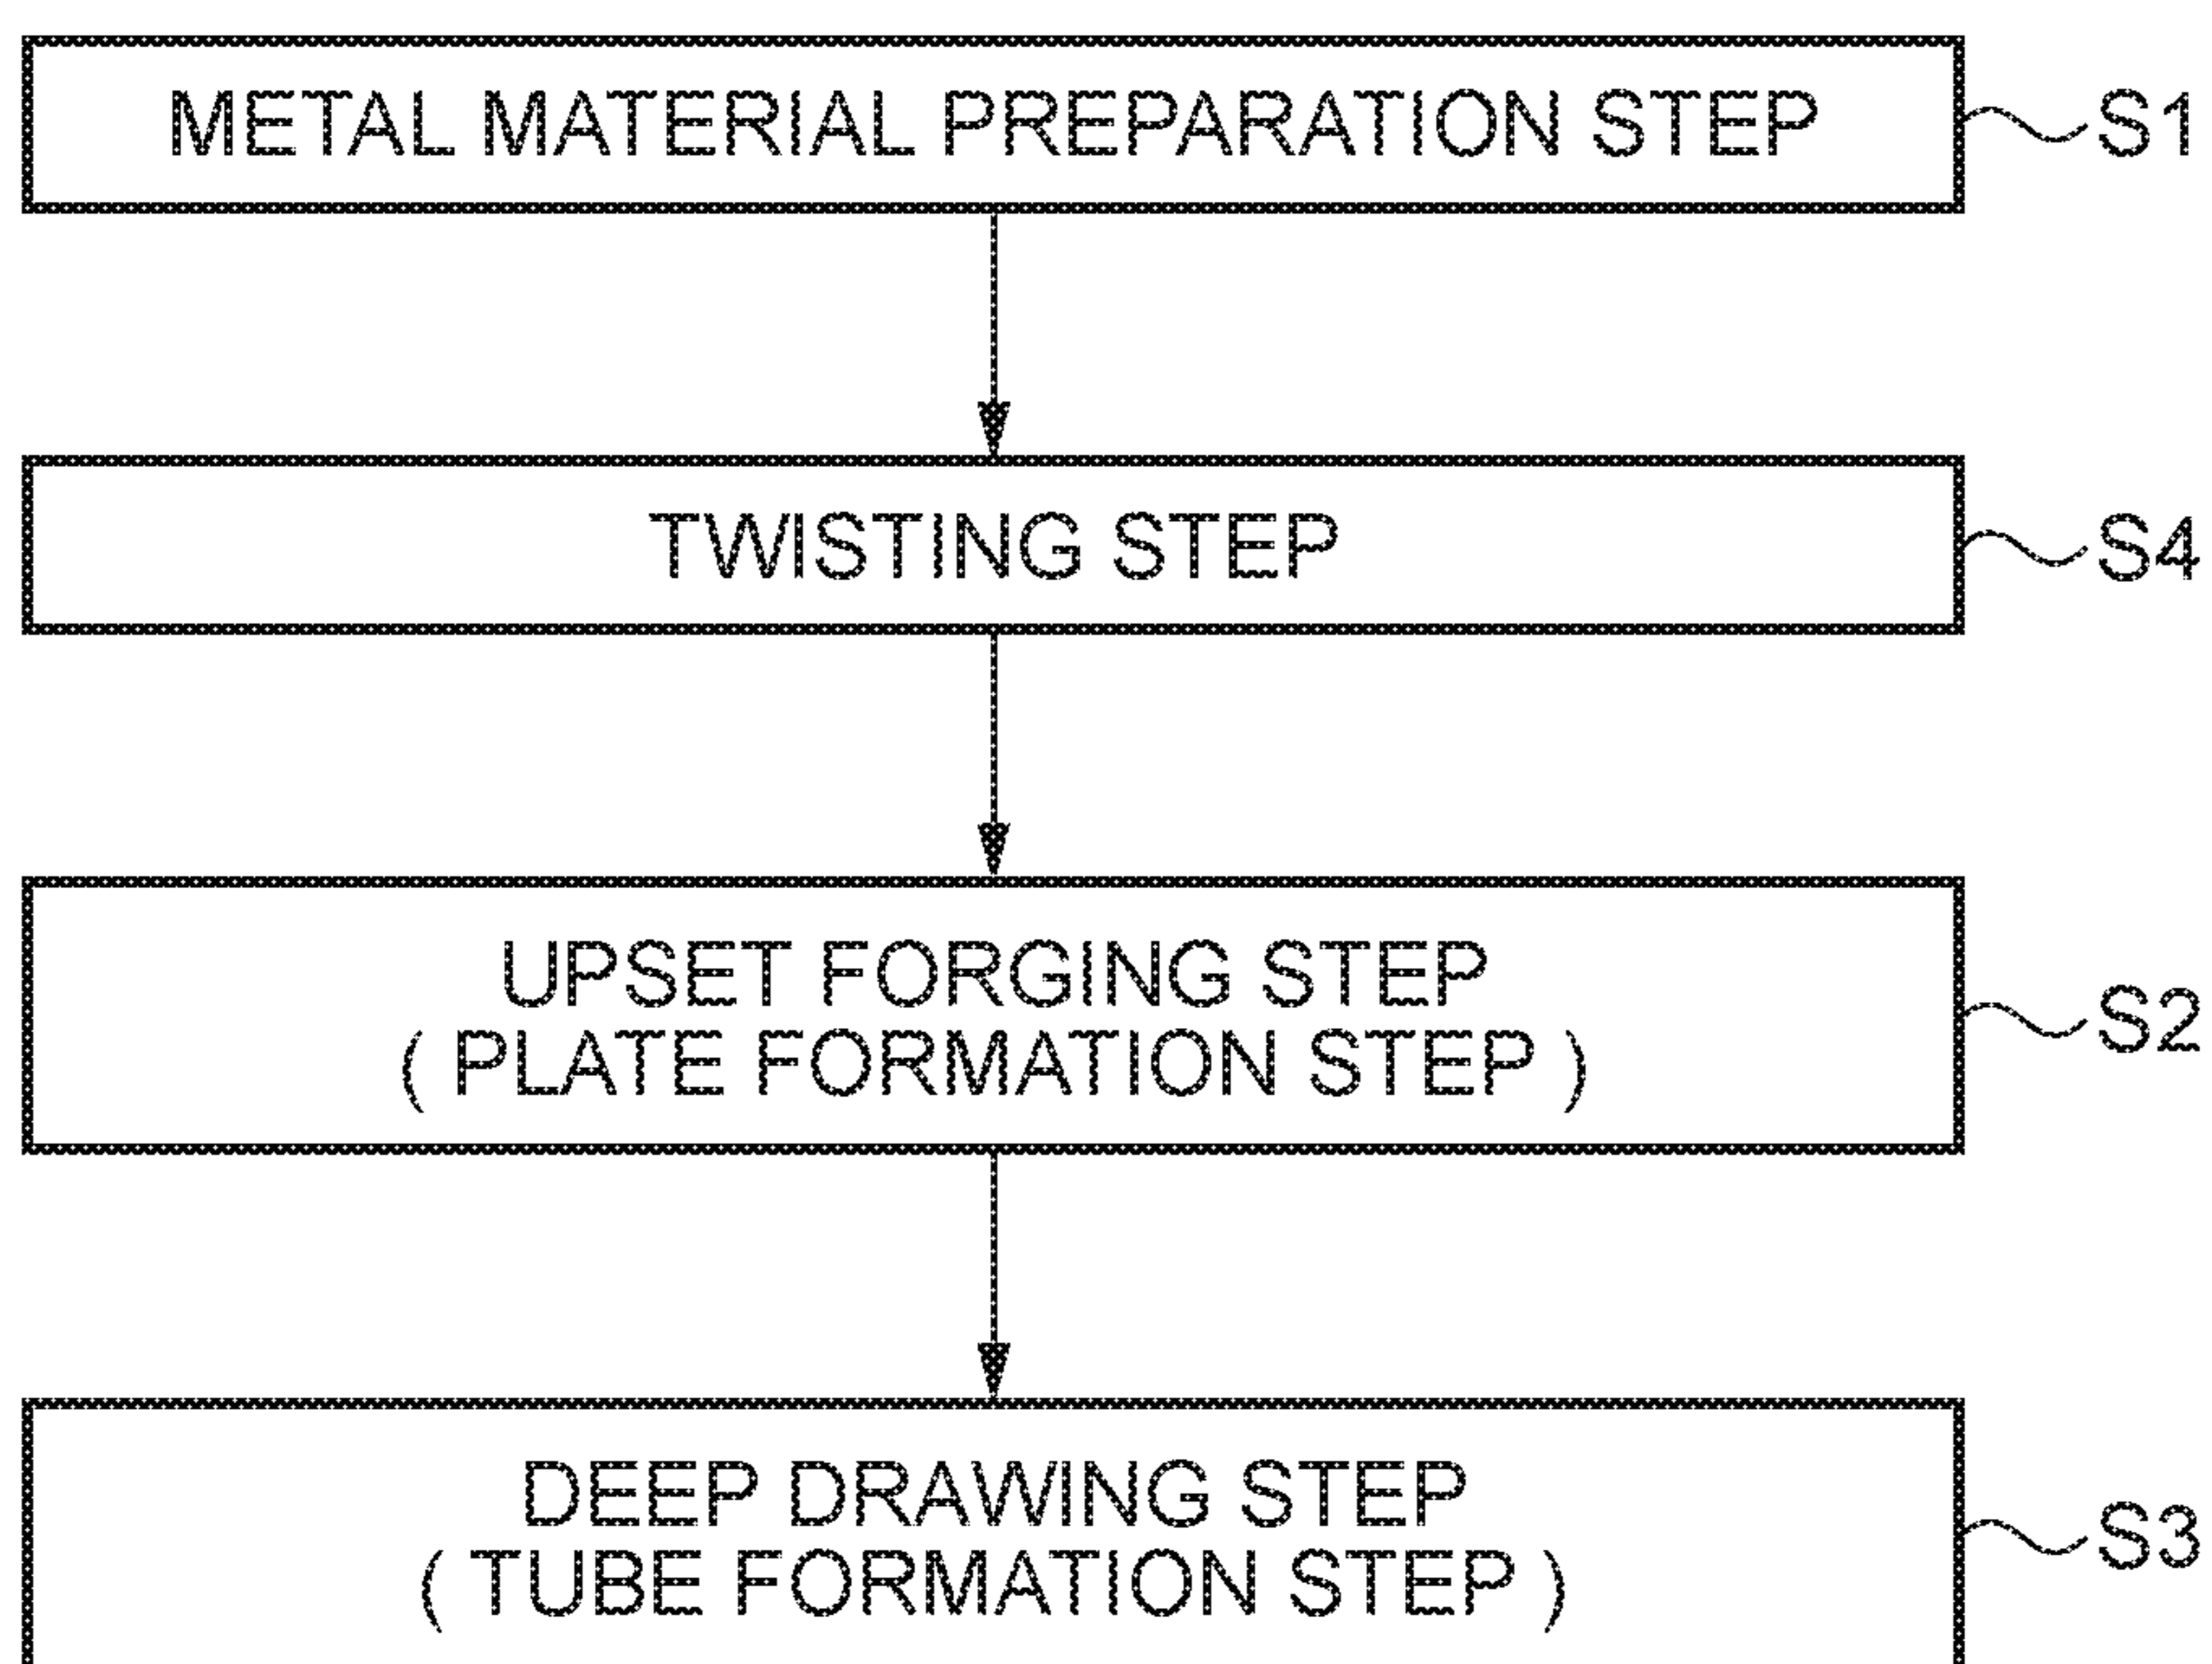 METAL MATERIAL PREPARATION STEP
S1
TWISTING STEP
S4
UPSET FORGING STEP
( PLATE FORMATION STEP )
S2
DEEP DRAWING STEP
( TUBE FORMATION STEP )
S3